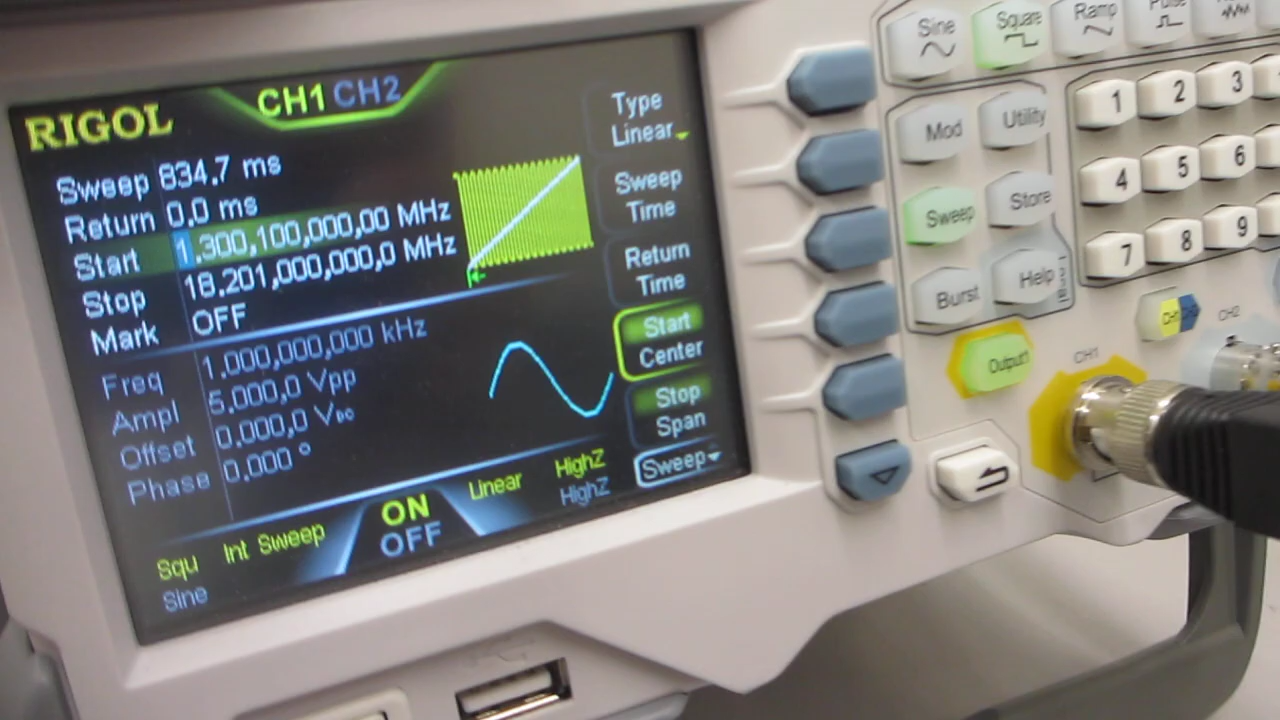 RIGOL
CH1 CH2
Sweep 834.7 ms
Return 0.0 ms
Start 1.300,100,000,00 MHz
Stop 18.201,000,000,0 MHz
Mark OFF
Freq 1.000,000,000 kHz
Ampl 5.000,0 Vpp
Offset 0.000,0 VDC
Phase 0.000 °
Squ Int Sweep ON Linear HighZ
Sine OFF HighZ
Type
Linear
Sweep
Time
Return
Time
Start
Center
Stop
Span
Sweep
Sine Square Ramp Pulse
Mod Utility
Sweep Store
Burst Help
Output1
1 2 3
4 5 6
7 8 9
CH1
CH2
CH1